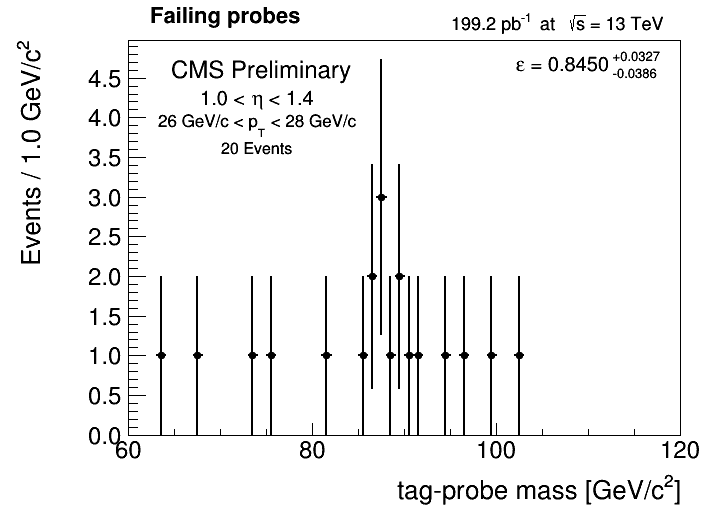 Failing probes
199.2 pb⁻¹ at √s = 13 TeV
CMS Preliminary
1.0 < η < 1.4
26 GeV/c < p_T < 28 GeV/c
20 Events
ε = 0.8450 +0.0327 -0.0386
Events / 1.0 GeV/c²
4.5
4.0
3.5
3.0
2.5
2.0
1.5
1.0
0.5
0.0
60 80 100 120
tag-probe mass [GeV/c²]